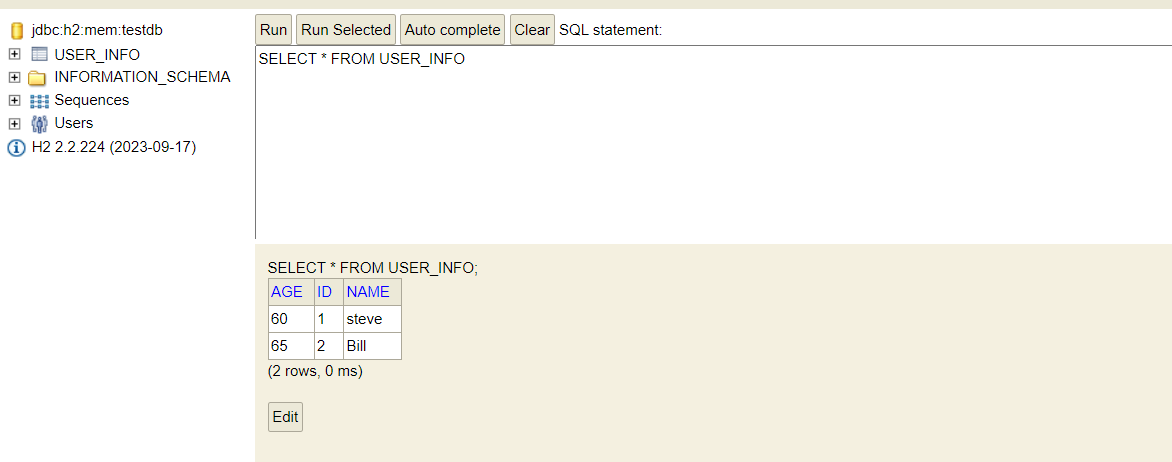 jdbc:h2:mem:testdb
USER_INFO
INFORMATION_SCHEMA
Sequences
Users
H2 2.2.224 (2023-09-17)
Run Run Selected Auto complete Clear SQL statement:
SELECT * FROM USER_INFO
SELECT * FROM USER_INFO;
AGE ID NAME
60 1 steve
65 2 Bill
(2 rows, 0 ms)
Edit